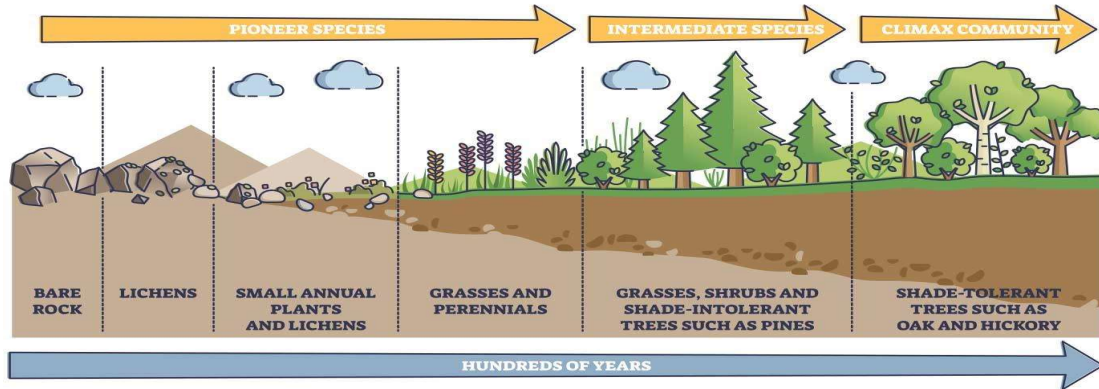 PIONEER SPECIES
INTERMEDIATE SPECIES
CLIMAX COMMUNITY
BARE
ROCK
LICHENS
SMALL ANNUAL
PLANTS
AND LICHENS
GRASSES AND
PERENNIALS
GRASSES, SHRUBS AND
SHADE-INTOLERANT
TREES SUCH AS PINES
SHADE-TOLERANT
TREES SUCH AS
OAK AND HICKORY
HUNDREDS OF YEARS